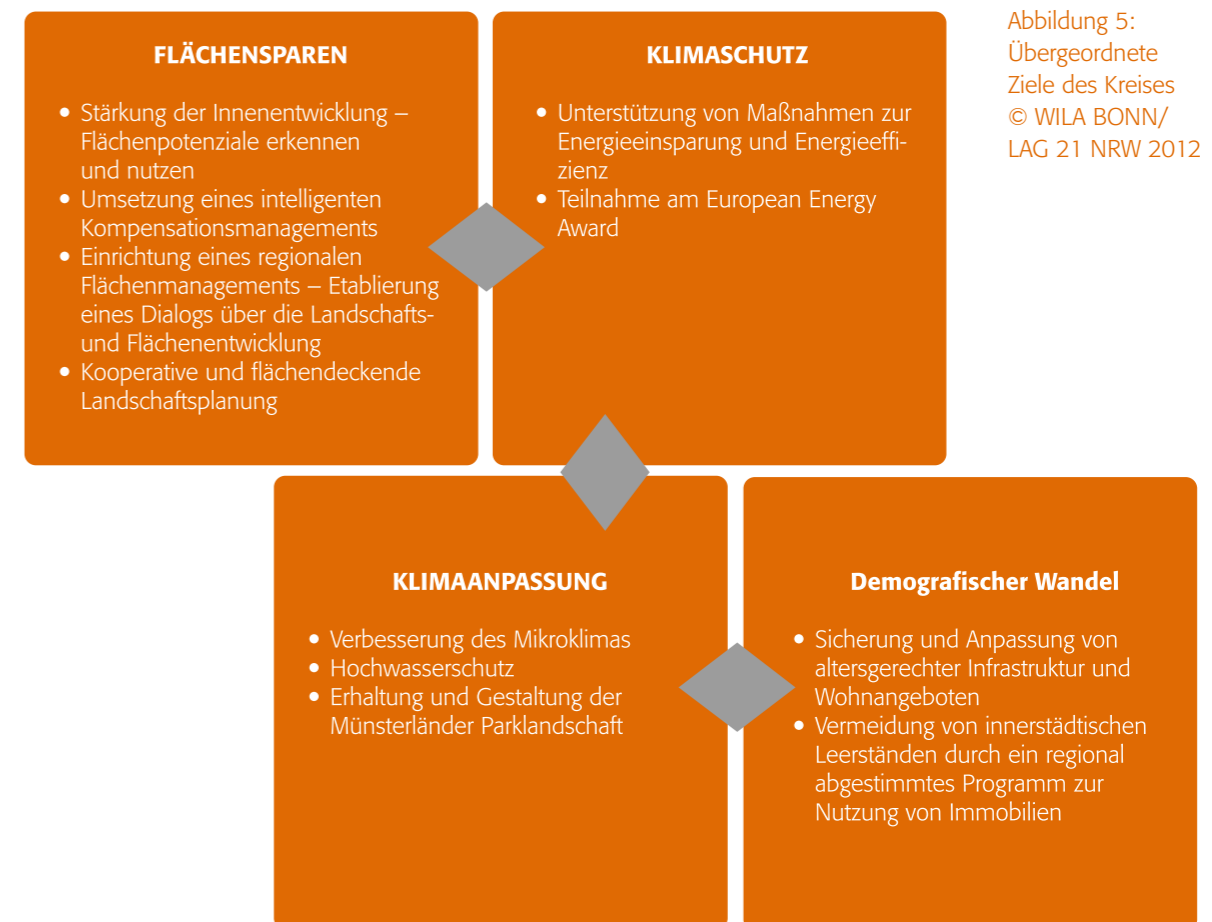 FLÄCHENSPAREN
• Stärkung der Innenentwicklung –
Flächenpotenziale erkennen
und nutzen
• Umsetzung eines intelligenten
Kompensationsmanagements
• Einrichtung eines regionalen
Flächenmanagements – Etablierung
eines Dialogs über die Landschafts-
und Flächenentwicklung
• Kooperative und flächendeckende
Landschaftsplanung
KLIMASCHUTZ
• Unterstützung von Maßnahmen zur
Energieeinsparung und Energieeffi-
zienz
• Teilnahme am European Energy
Award
Abbildung 5:
Übergeordnete
Ziele des Kreises
© WILA BONN/
LAG 21 NRW 2012
KLIMAANPASSUNG
• Verbesserung des Mikroklimas
• Hochwasserschutz
• Erhaltung und Gestaltung der
Münsterländer Parklandschaft
Demografischer Wandel
• Sicherung und Anpassung von
altersgerechter Infrastruktur und
Wohnangeboten
• Vermeidung von innerstädtischen
Leerständen durch ein regional
abgestimmtes Programm zur
Nutzung von Immobilien